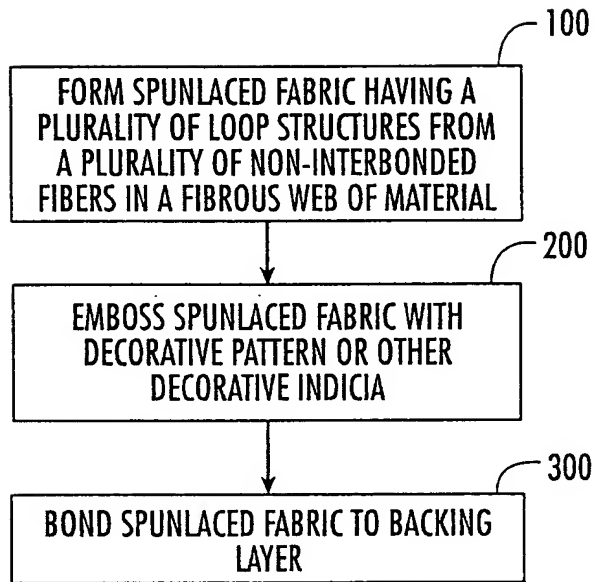 100
FORM SPUNLACED FABRIC HAVING A
PLURALITY OF LOOP STRUCTURES FROM
A PLURALITY OF NON-INTERBONDED
FIBERS IN A FIBROUS WEB OF MATERIAL
200
EMBOSS SPUNLACED FABRIC WITH
DECORATIVE PATTERN OR OTHER
DECORATIVE INDICIA
300
BOND SPUNLACED FABRIC TO BACKING
LAYER